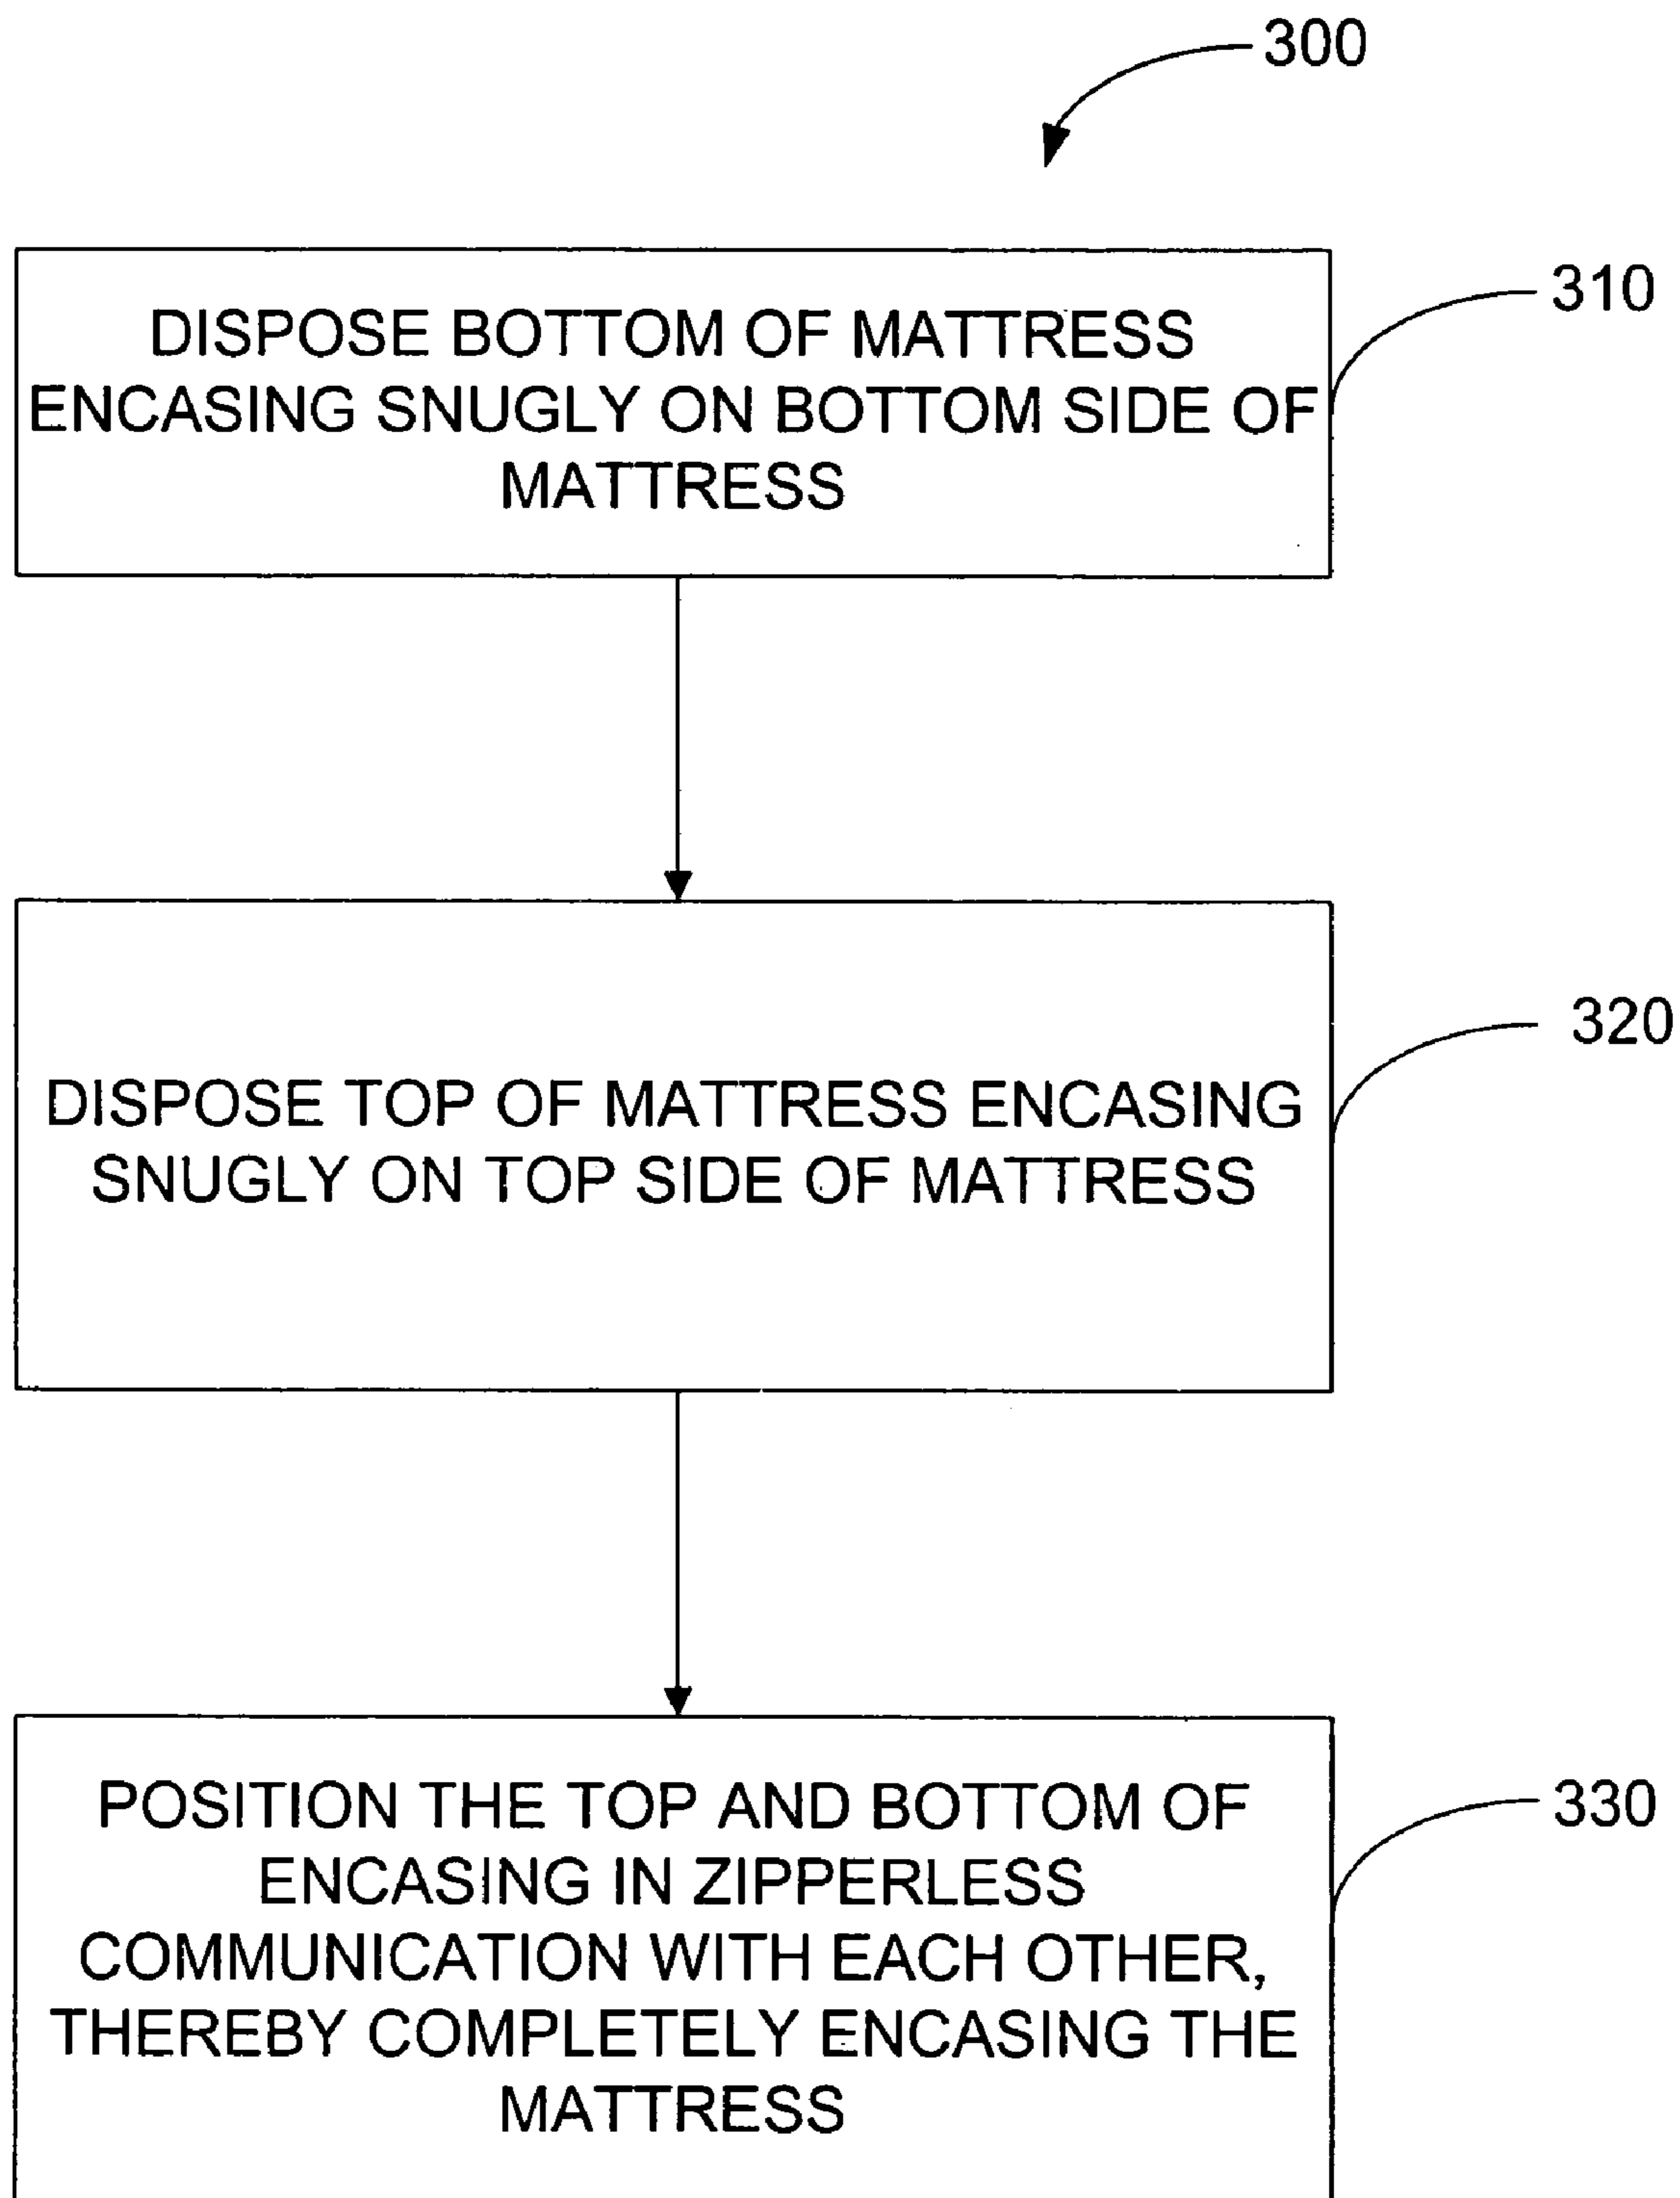 300
310
DISPOSE BOTTOM OF MATTRESS
ENCASING SNUGLY ON BOTTOM SIDE OF
MATTRESS
320
DISPOSE TOP OF MATTRESS ENCASING
SNUGLY ON TOP SIDE OF MATTRESS
330
POSITION THE TOP AND BOTTOM OF
ENCASING IN ZIPPERLESS
COMMUNICATION WITH EACH OTHER,
THEREBY COMPLETELY ENCASING THE
MATTRESS